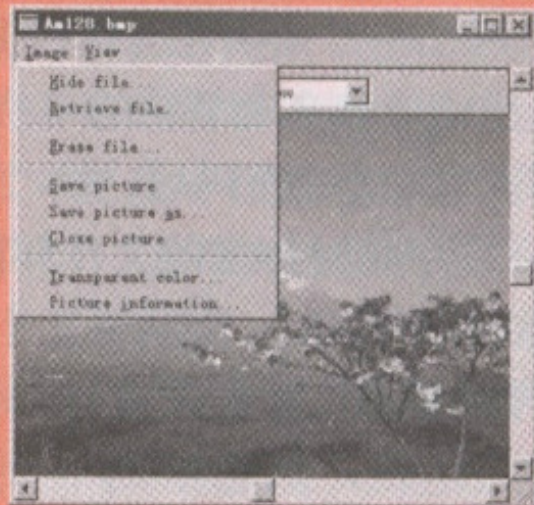 Am128.bmp
Image View
Hide file...
Retrieve file...
Erase file...
Save picture
Save picture as...
Close picture
Transparent color...
Picture information...